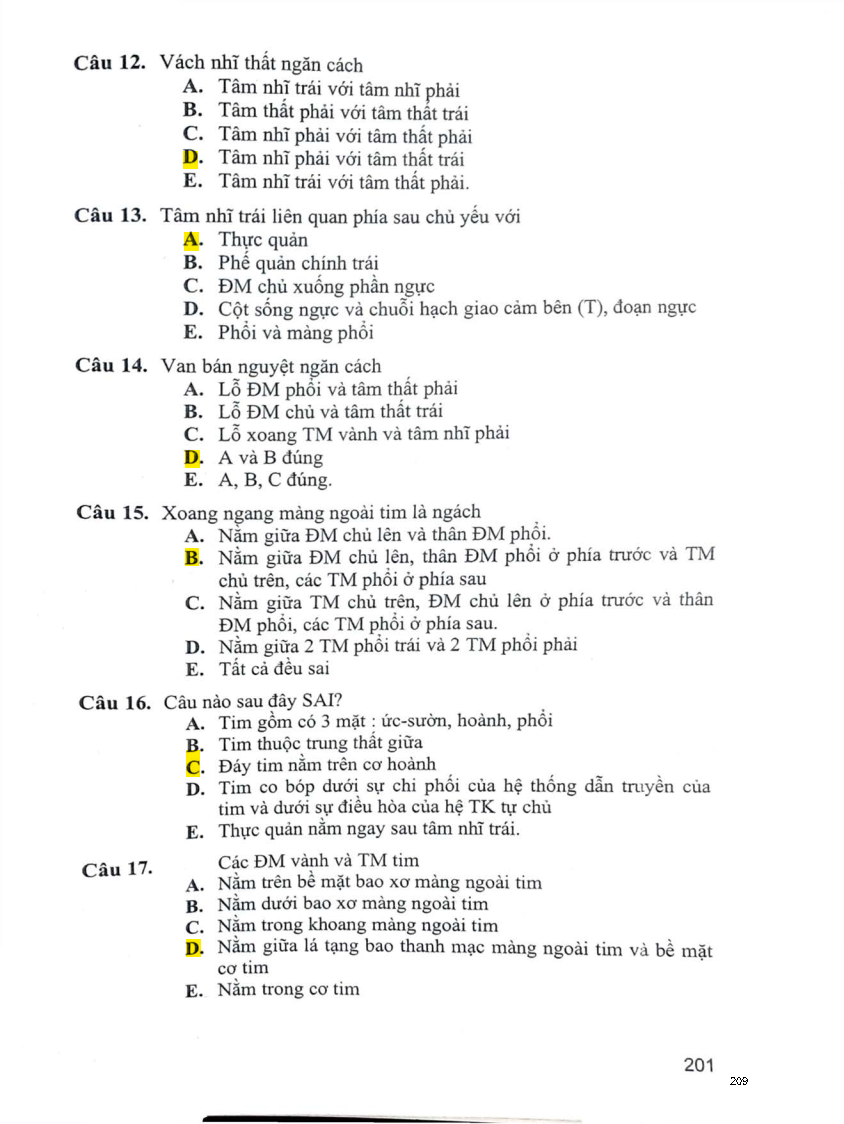 Câu 12. Vách nhĩ thất ngăn cách
A. Tâm nhĩ trái với tâm nhĩ phải
B. Tâm thất phải với tâm thất trái
C. Tâm nhĩ phải với tâm thất phải
D. Tâm nhĩ phải với tâm thất trái
E. Tâm nhĩ trái với tâm thất phải.
Câu 13. Tâm nhĩ trái liên quan phía sau chủ yếu với
A. Thực quản
B. Phế quản chính trái
C. ĐM chủ xuống phần ngực
D. Cột sống ngực và chuỗi hạch giao cảm bên (T), đoạn ngực
E. Phổi và màng phổi
Câu 14. Van bán nguyệt ngăn cách
A. Lỗ ĐM phổi và tâm thất phải
B. Lỗ ĐM chủ và tâm thất trái
C. Lỗ xoang TM vành và tâm nhĩ phải
D. A và B đúng
E. A, B, C đúng.
Câu 15. Xoang ngang màng ngoài tim là ngách
A. Nằm giữa ĐM chủ lên và thân ĐM phổi.
B. Nằm giữa ĐM chủ lên, thân ĐM phổi ở phía trước và TM
chủ trên, các TM phổi ở phía sau
C. Nằm giữa TM chủ trên, ĐM chủ lên ở phía trước và thân
ĐM phổi, các TM phổi ở phía sau.
D. Nằm giữa 2 TM phổi trái và 2 TM phổi phải
E. Tất cả đều sai
Câu 16. Câu nào sau đây SAI?
A. Tim gồm có 3 mặt : ức-sườn, hoành, phổi
B. Tim thuộc trung thất giữa
C. Đáy tim nằm trên cơ hoành
D. Tim co bóp dưới sự chi phối của hệ thống dẫn truyền của
tim và dưới sự điều hòa của hệ TK tự chủ
E. Thực quản nằm ngay sau tâm nhĩ trái.
Câu 17. Các ĐM vành và TM tim
A. Nằm trên bề mặt bao xơ màng ngoài tim
B. Nằm dưới bao xơ màng ngoài tim
C. Nằm trong khoang màng ngoài tim
D. Nằm giữa lá tạng bao thanh mạc màng ngoài tim và bề mặt
cơ tim
E. Nằm trong cơ tim
201
209